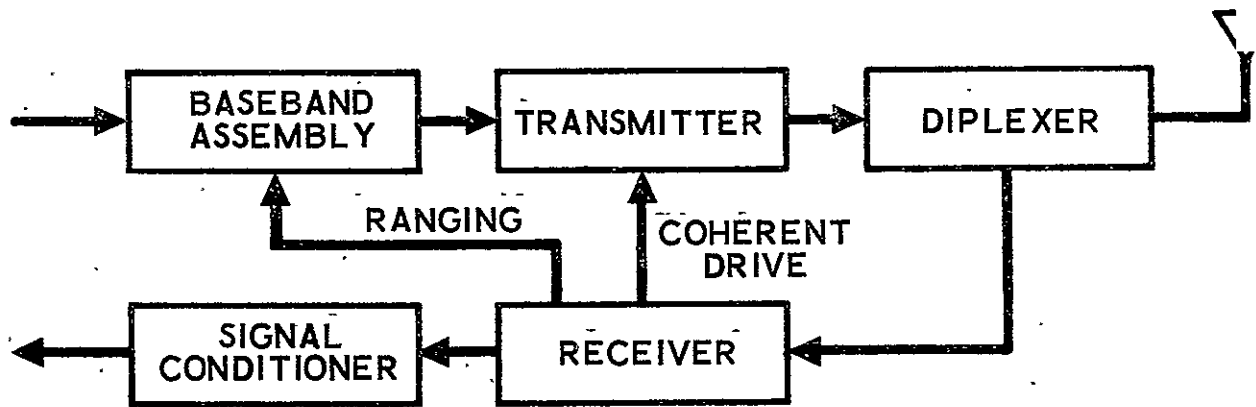 BASEBAND
ASSEMBLY
TRANSMITTER
DIPLEXER
RANGING
COHERENT
DRIVE
SIGNAL
CONDITIONER
RECEIVER